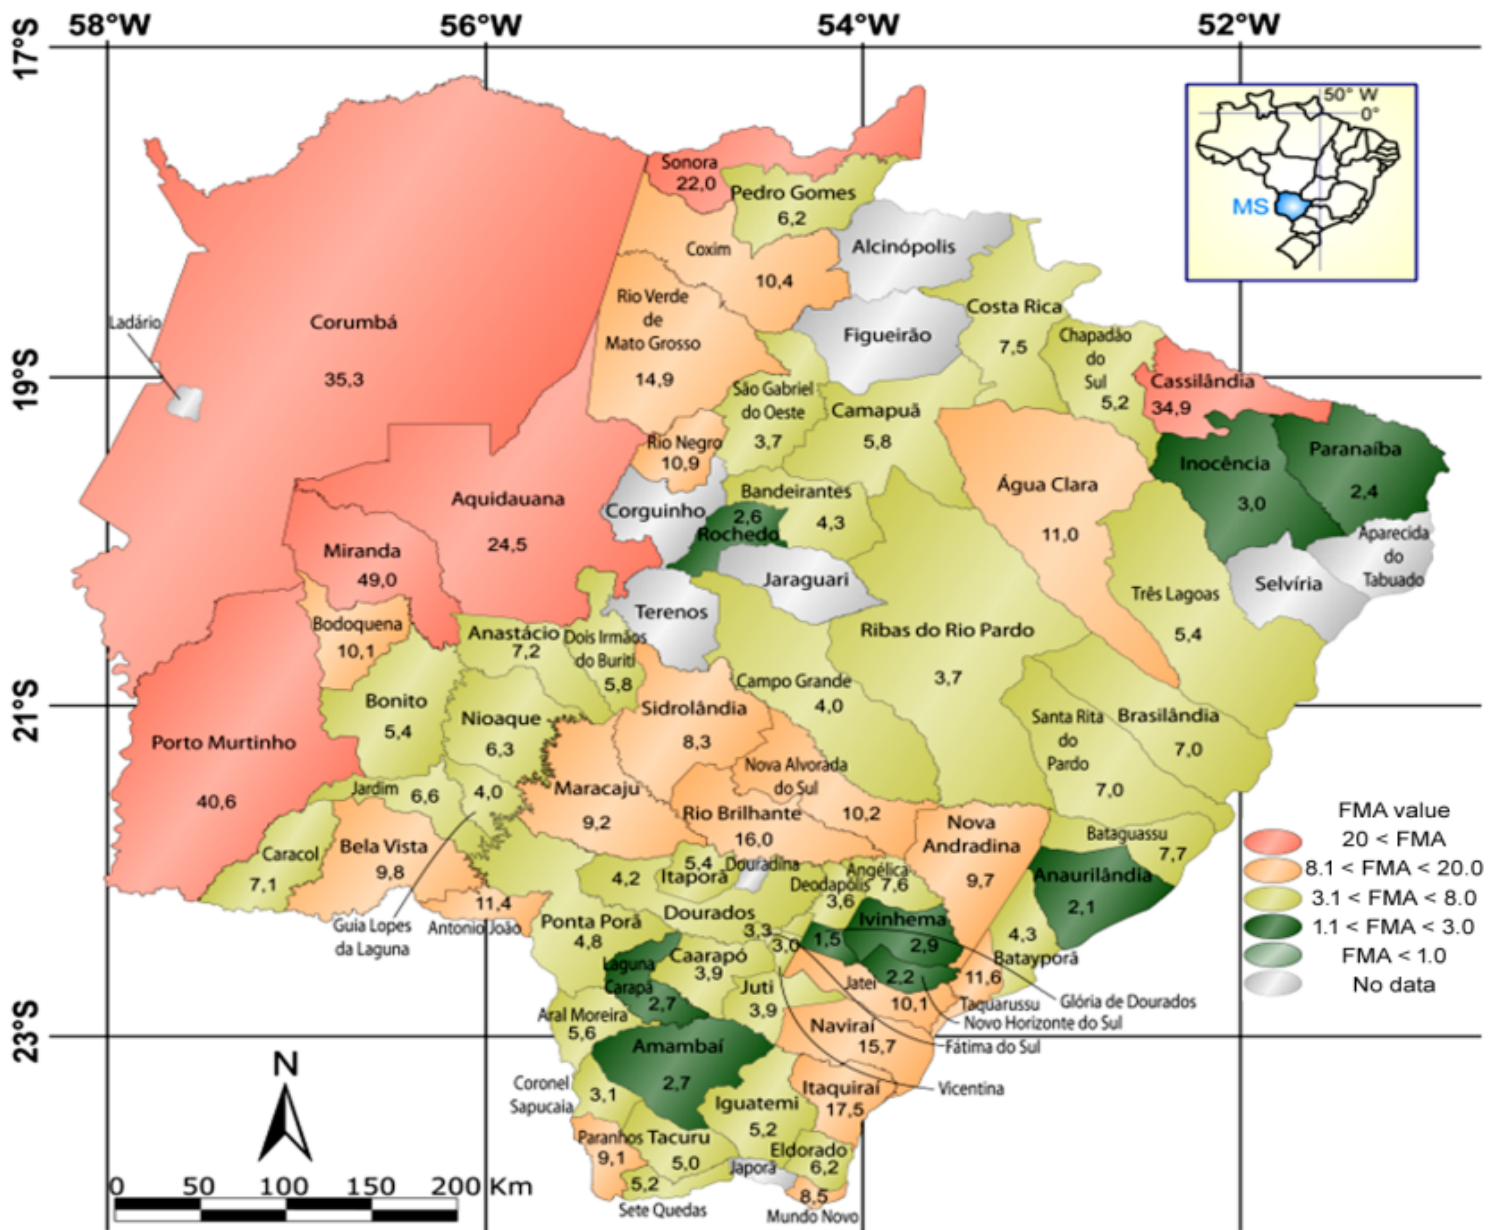 58°W 56°W 54°W 52°W
17°S
50° W
0°
MS
Sonora
22,0
Pedro Gomes
6,2
Coxim
10,4
Alcinópolis
Rio Verde
de
Mato Grosso
14,9
Costa Rica
7,5
Figueirão
Chapadão
do
Sul
5,2
Ladário
Corumbá
35,3
19°S
Cassilândia
34,9
São Gabriel
do Oeste
3,7
Camapuã
5,8
Rio Negro
10,9
Paranaíba
2,4
Inocência
3,0
Água Clara
11,0
Aquidauana
24,5
Corguinho
Bandeirantes
4,3
2,6
Rochedo
Aparecida
do
Tabuado
Miranda
49,0
Jaraguari
Selvíria
Três Lagoas
5,4
Terenos
Bodoquena
10,1
Anastácio
7,2
Dois Irmãos
do Buriti
5,8
Ribas do Rio Pardo
3,7
Campo Grande
4,0
21°S
Bonito
5,4
Nioaque
6,3
Sidrolândia
8,3
Santa Rita
do
Pardo
7,0
Brasilândia
7,0
Porto Murtinho
40,6
Jardim
6,6
4,0
Maracaju
9,2
Nova Alvorada
do Sul
10,2
Rio Brilhante
16,0
Nova
Andradina
9,7
Bataguassu
7,7
Caracol
7,1
Bela Vista
9,8
Guia Lopes
da Laguna
11,4
Antonio João
5,4
Itaporã
4,2
Douradina
Angélica
7,6
Deodápolis
3,6
Anaurilândia
2,1
FMA value
20 < FMA
8.1 < FMA < 20.0
3.1 < FMA < 8.0
1.1 < FMA < 3.0
FMA < 1.0
No data
Ponta Porã
4,8
Dourados
3,3
3,0
1,5
Ivinhema
2,9
2,2
4,3
Batayporã
Laguna
Carapã
2,7
Caarapó
3,9
Juti
3,9
Jateí
10,1
11,6
Taquarussu
Glória de Dourados
Novo Horizonte do Sul
Fátima do Sul
Vicentina
Aral Moreira
5,6
Naviraí
15,7
23°S
Amambaí
2,7
Coronel
Sapucaia
3,1
Iguatemi
5,2
Itaquiraí
17,5
Paranhos
9,1
Tacuru
5,0
Eldorado
6,2
Japorã
5,2
Sete Quedas
8,5
Mundo Novo
N
0 50 100 150 200 Km